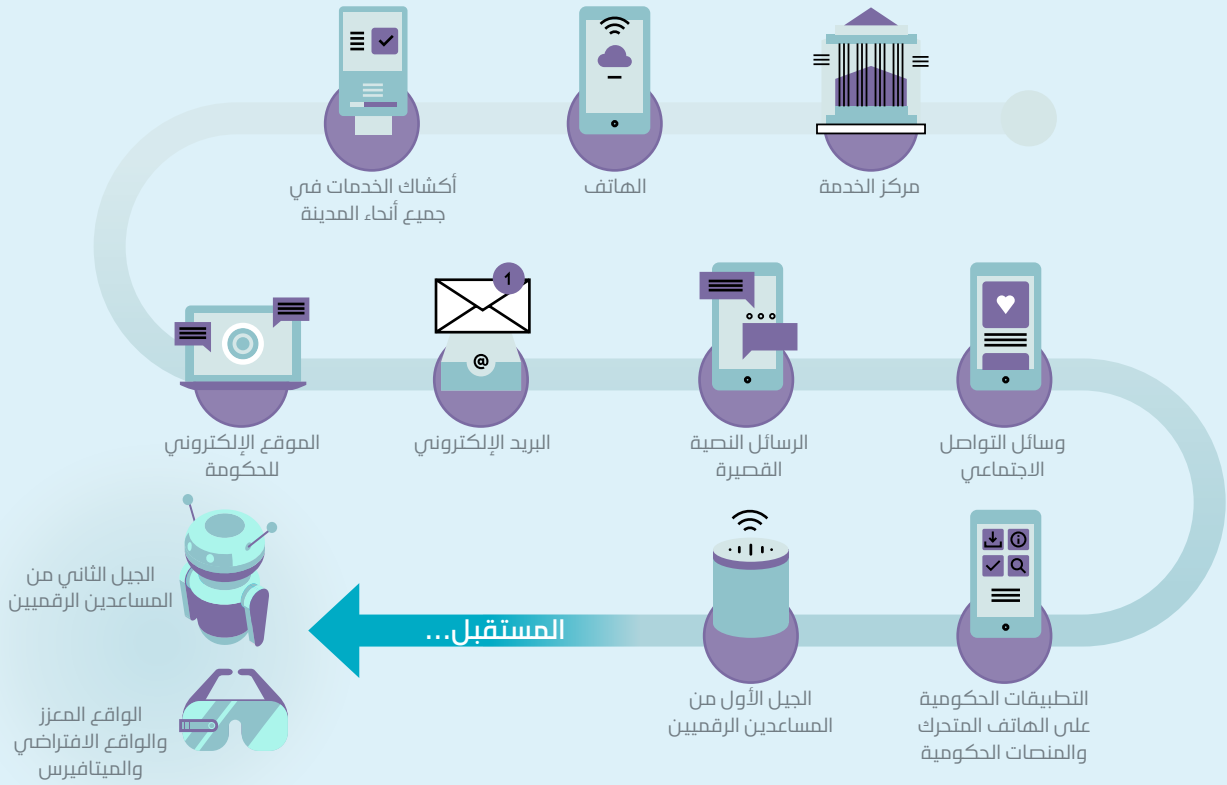 مركز الخدمة
الهاتف
أكشاك الخدمات في
جميع أنحاء المدينة
الموقع الإلكتروني
للحكومة
1
@
البريد الإلكتروني
الرسائل النصية
القصيرة
وسائل التواصل
الاجتماعي
التطبيقات الحكومية
على الهاتف المتحرك
والمنصات الحكومية
الجيل الأول من
المساعدين الرقميين
المستقبل...
الجيل الثاني من
المساعدين الرقميين
الواقع المعزز
والواقع الافتراضي
والميتافيرس